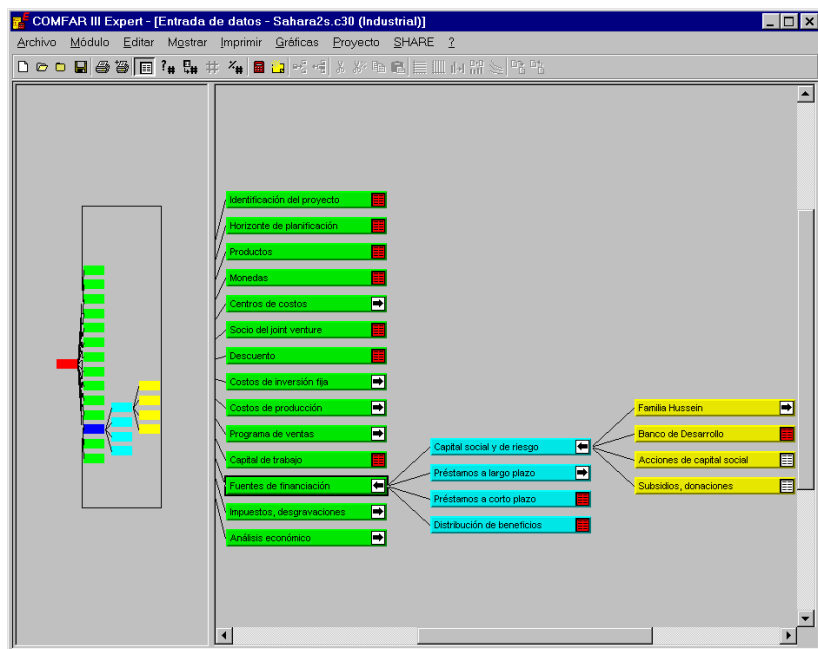 COMFAR III Expert - [Entrada de datos - Sahara2s.c30 (Industrial)]
Archivo Módulo Editar Mostrar Imprimir Gráficas Proyecto SHARE ?
Identificación del proyecto
Horizonte de planificación
Productos
Monedas
Centros de costos
Socio del joint venture
Descuento
Costos de inversión fija
Costos de producción
Programa de ventas
Capital de trabajo
Fuentes de financiación
Impuestos, desgravaciones
Análisis económico
Capital social y de riesgo
Préstamos a largo plazo
Préstamos a corto plazo
Distribución de beneficios
Familia Hussein
Banco de Desarrollo
Acciones de capital social
Subsidios, donaciones